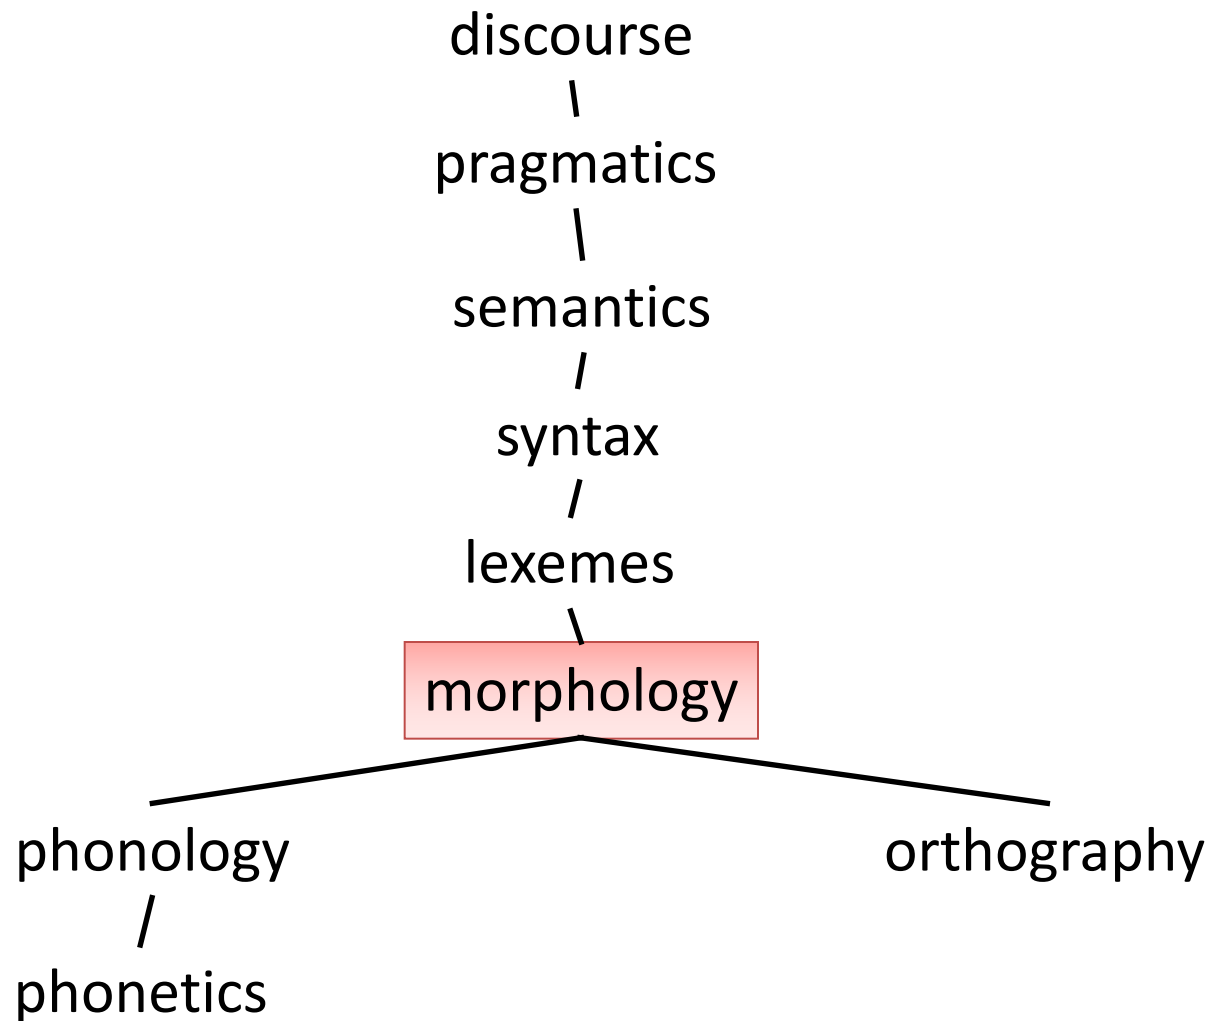 discourse
pragmatics
semantics
syntax
lexemes
morphology
phonology orthography
phonetics